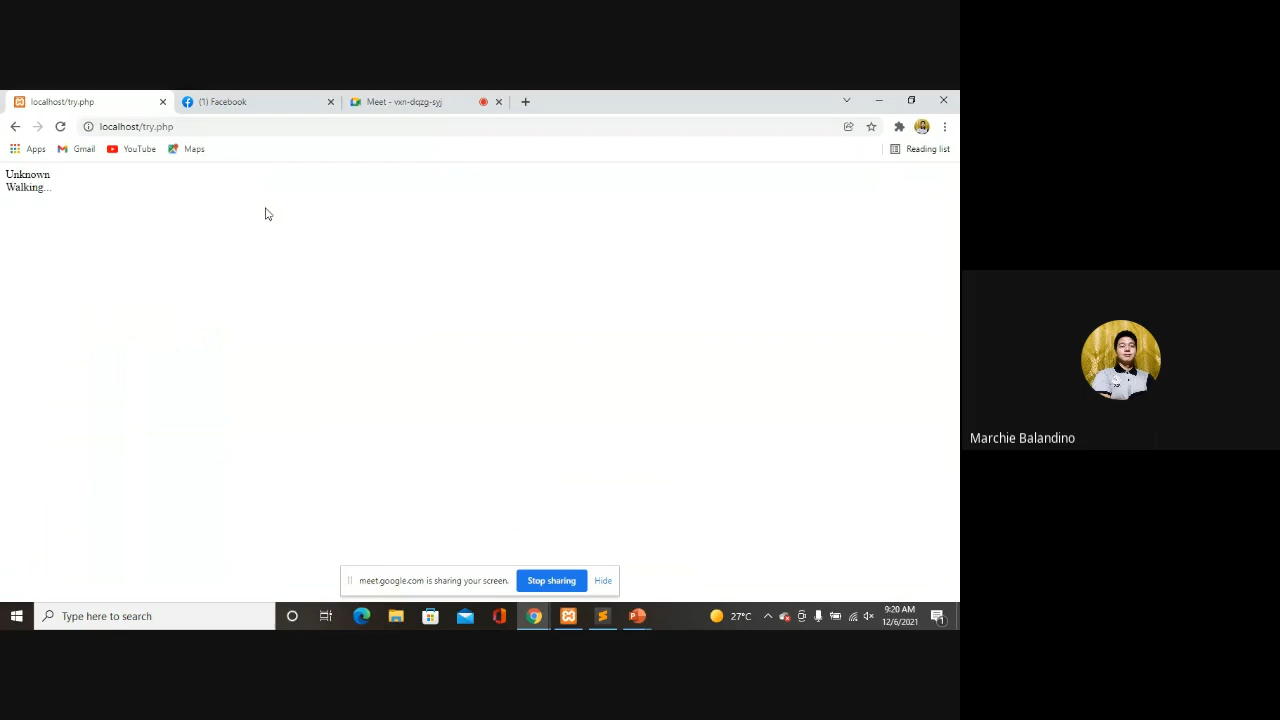 localhost/try.php
(1) Facebook
Meet - vxn-dqzg-syj
localhost/try.php
Apps Gmail YouTube Maps Reading list
Unknown
Walking...
Marchie Balandino
meet.google.com is sharing your screen. Stop sharing Hide
Type here to search
27°C
9:20 AM
12/6/2021
1